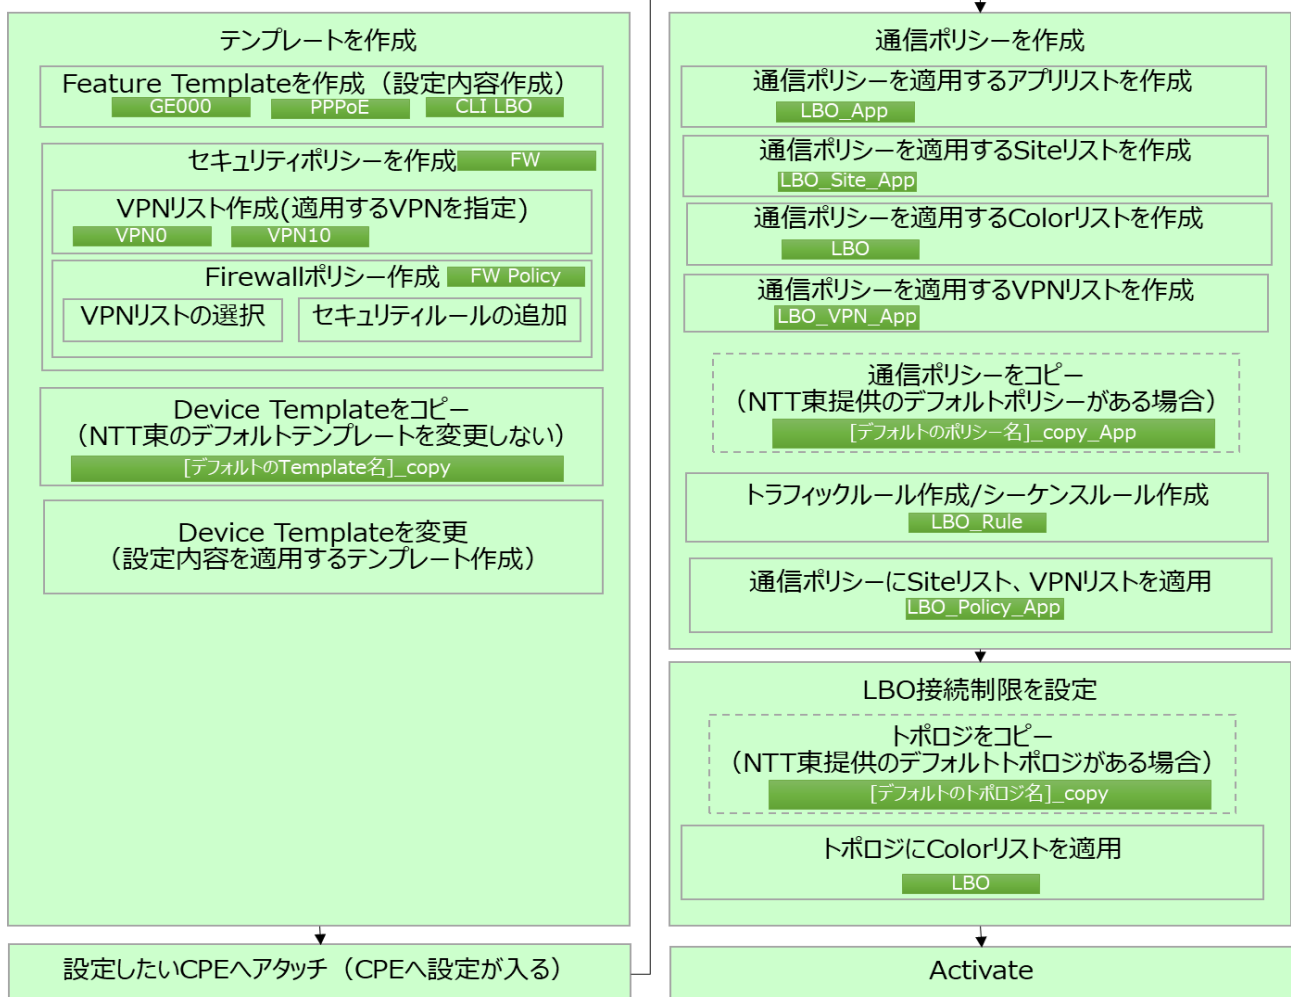 テンプレートを作成
Feature Templateを作成（設定内容作成）
GE000
PPPoE
CLI LBO
セキュリティポリシーを作成
FW
VPNリスト作成(適用するVPNを指定)
VPN0
VPN10
Firewallポリシー作成
FW Policy
VPNリストの選択
セキュリティルールの追加
Device Templateをコピー
（NTT東のデフォルトテンプレートを変更しない）
[デフォルトのTemplate名]_copy
Device Templateを変更
（設定内容を適用するテンプレート作成）
設定したいCPEへアタッチ（CPEへ設定が入る）
通信ポリシーを作成
通信ポリシーを適用するアプリリストを作成
LBO_App
通信ポリシーを適用するSiteリストを作成
LBO_Site_App
通信ポリシーを適用するColorリストを作成
LBO
通信ポリシーを適用するVPNリストを作成
LBO_VPN_App
通信ポリシーをコピー
（NTT東提供のデフォルトポリシーがある場合）
[デフォルトのポリシー名]_copy_App
トラフィックルール作成/シーケンスルール作成
LBO_Rule
通信ポリシーにSiteリスト、VPNリストを適用
LBO_Policy_App
LBO接続制限を設定
トポロジをコピー
（NTT東提供のデフォルトトポロジがある場合）
[デフォルトのトポロジ名]_copy
トポロジにColorリストを適用
LBO
Activate